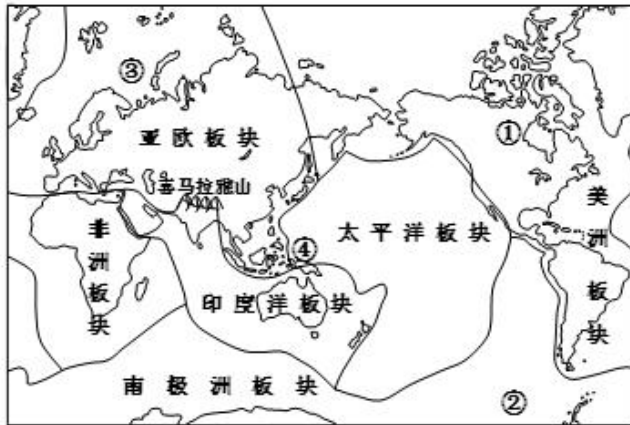 ③
①
亚欧板块
喜马拉雅山
美洲板块
非洲板块
④
太平洋板块
印度洋板块
南极洲板块
②